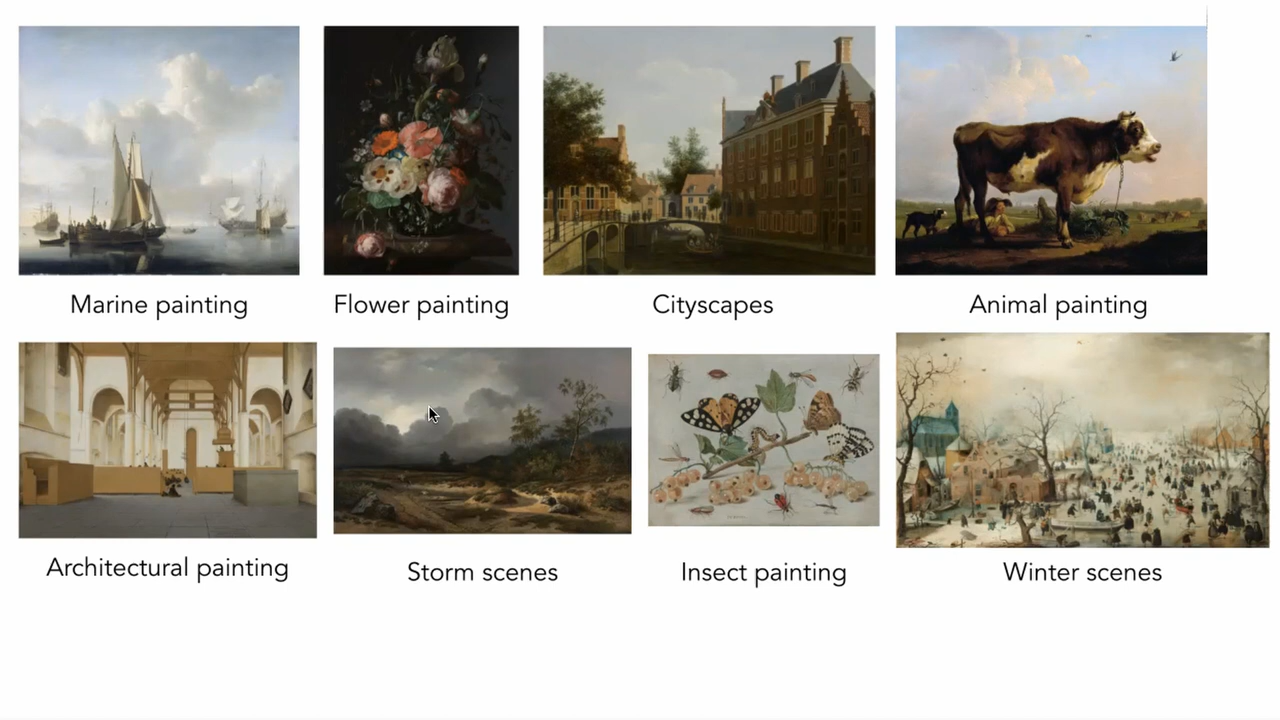 Marine painting
Flower painting
Cityscapes
Animal painting
Architectural painting
Storm scenes
Insect painting
Winter scenes